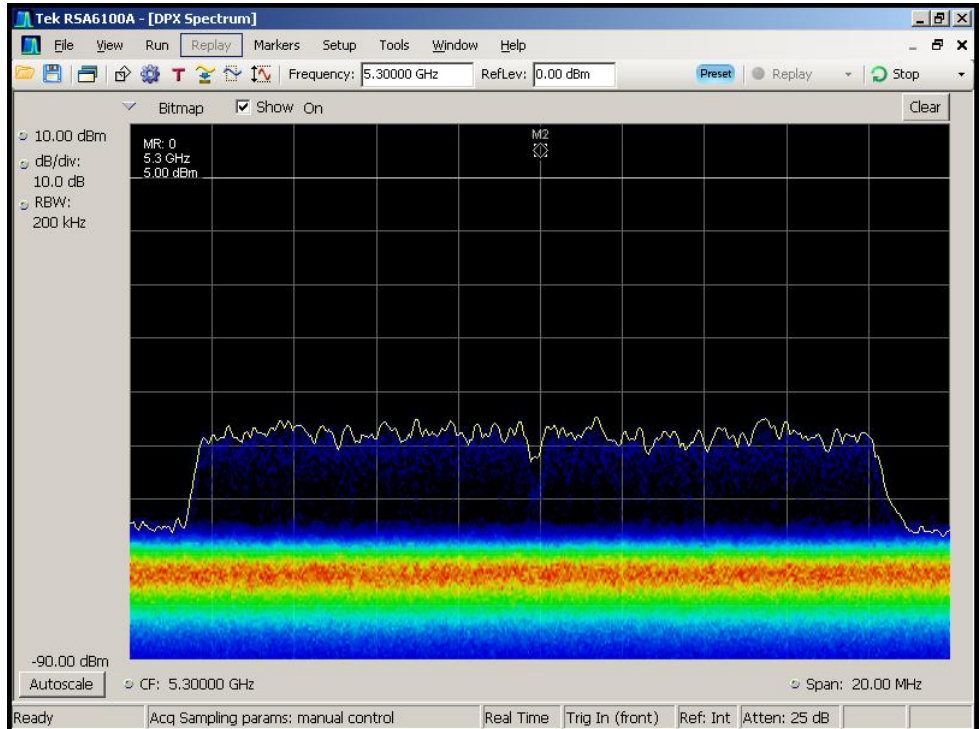 Tek RSA6100A - [DPX Spectrum]
File View Run Replay Markers Setup Tools Window Help
Frequency: 5.30000 GHz RefLev: 0.00 dBm Preset Replay Stop
Bitmap Show On Clear
10.00 dBm
dB/div:
10.0 dB
RBW:
200 kHz
MR: 0
5.3 GHz
5.00 dBm
M2
-90.00 dBm
Autoscale CF: 5.30000 GHz Span: 20.00 MHz
Ready Acq Sampling params: manual control Real Time Trig In (front) Ref: Int Atten: 25 dB